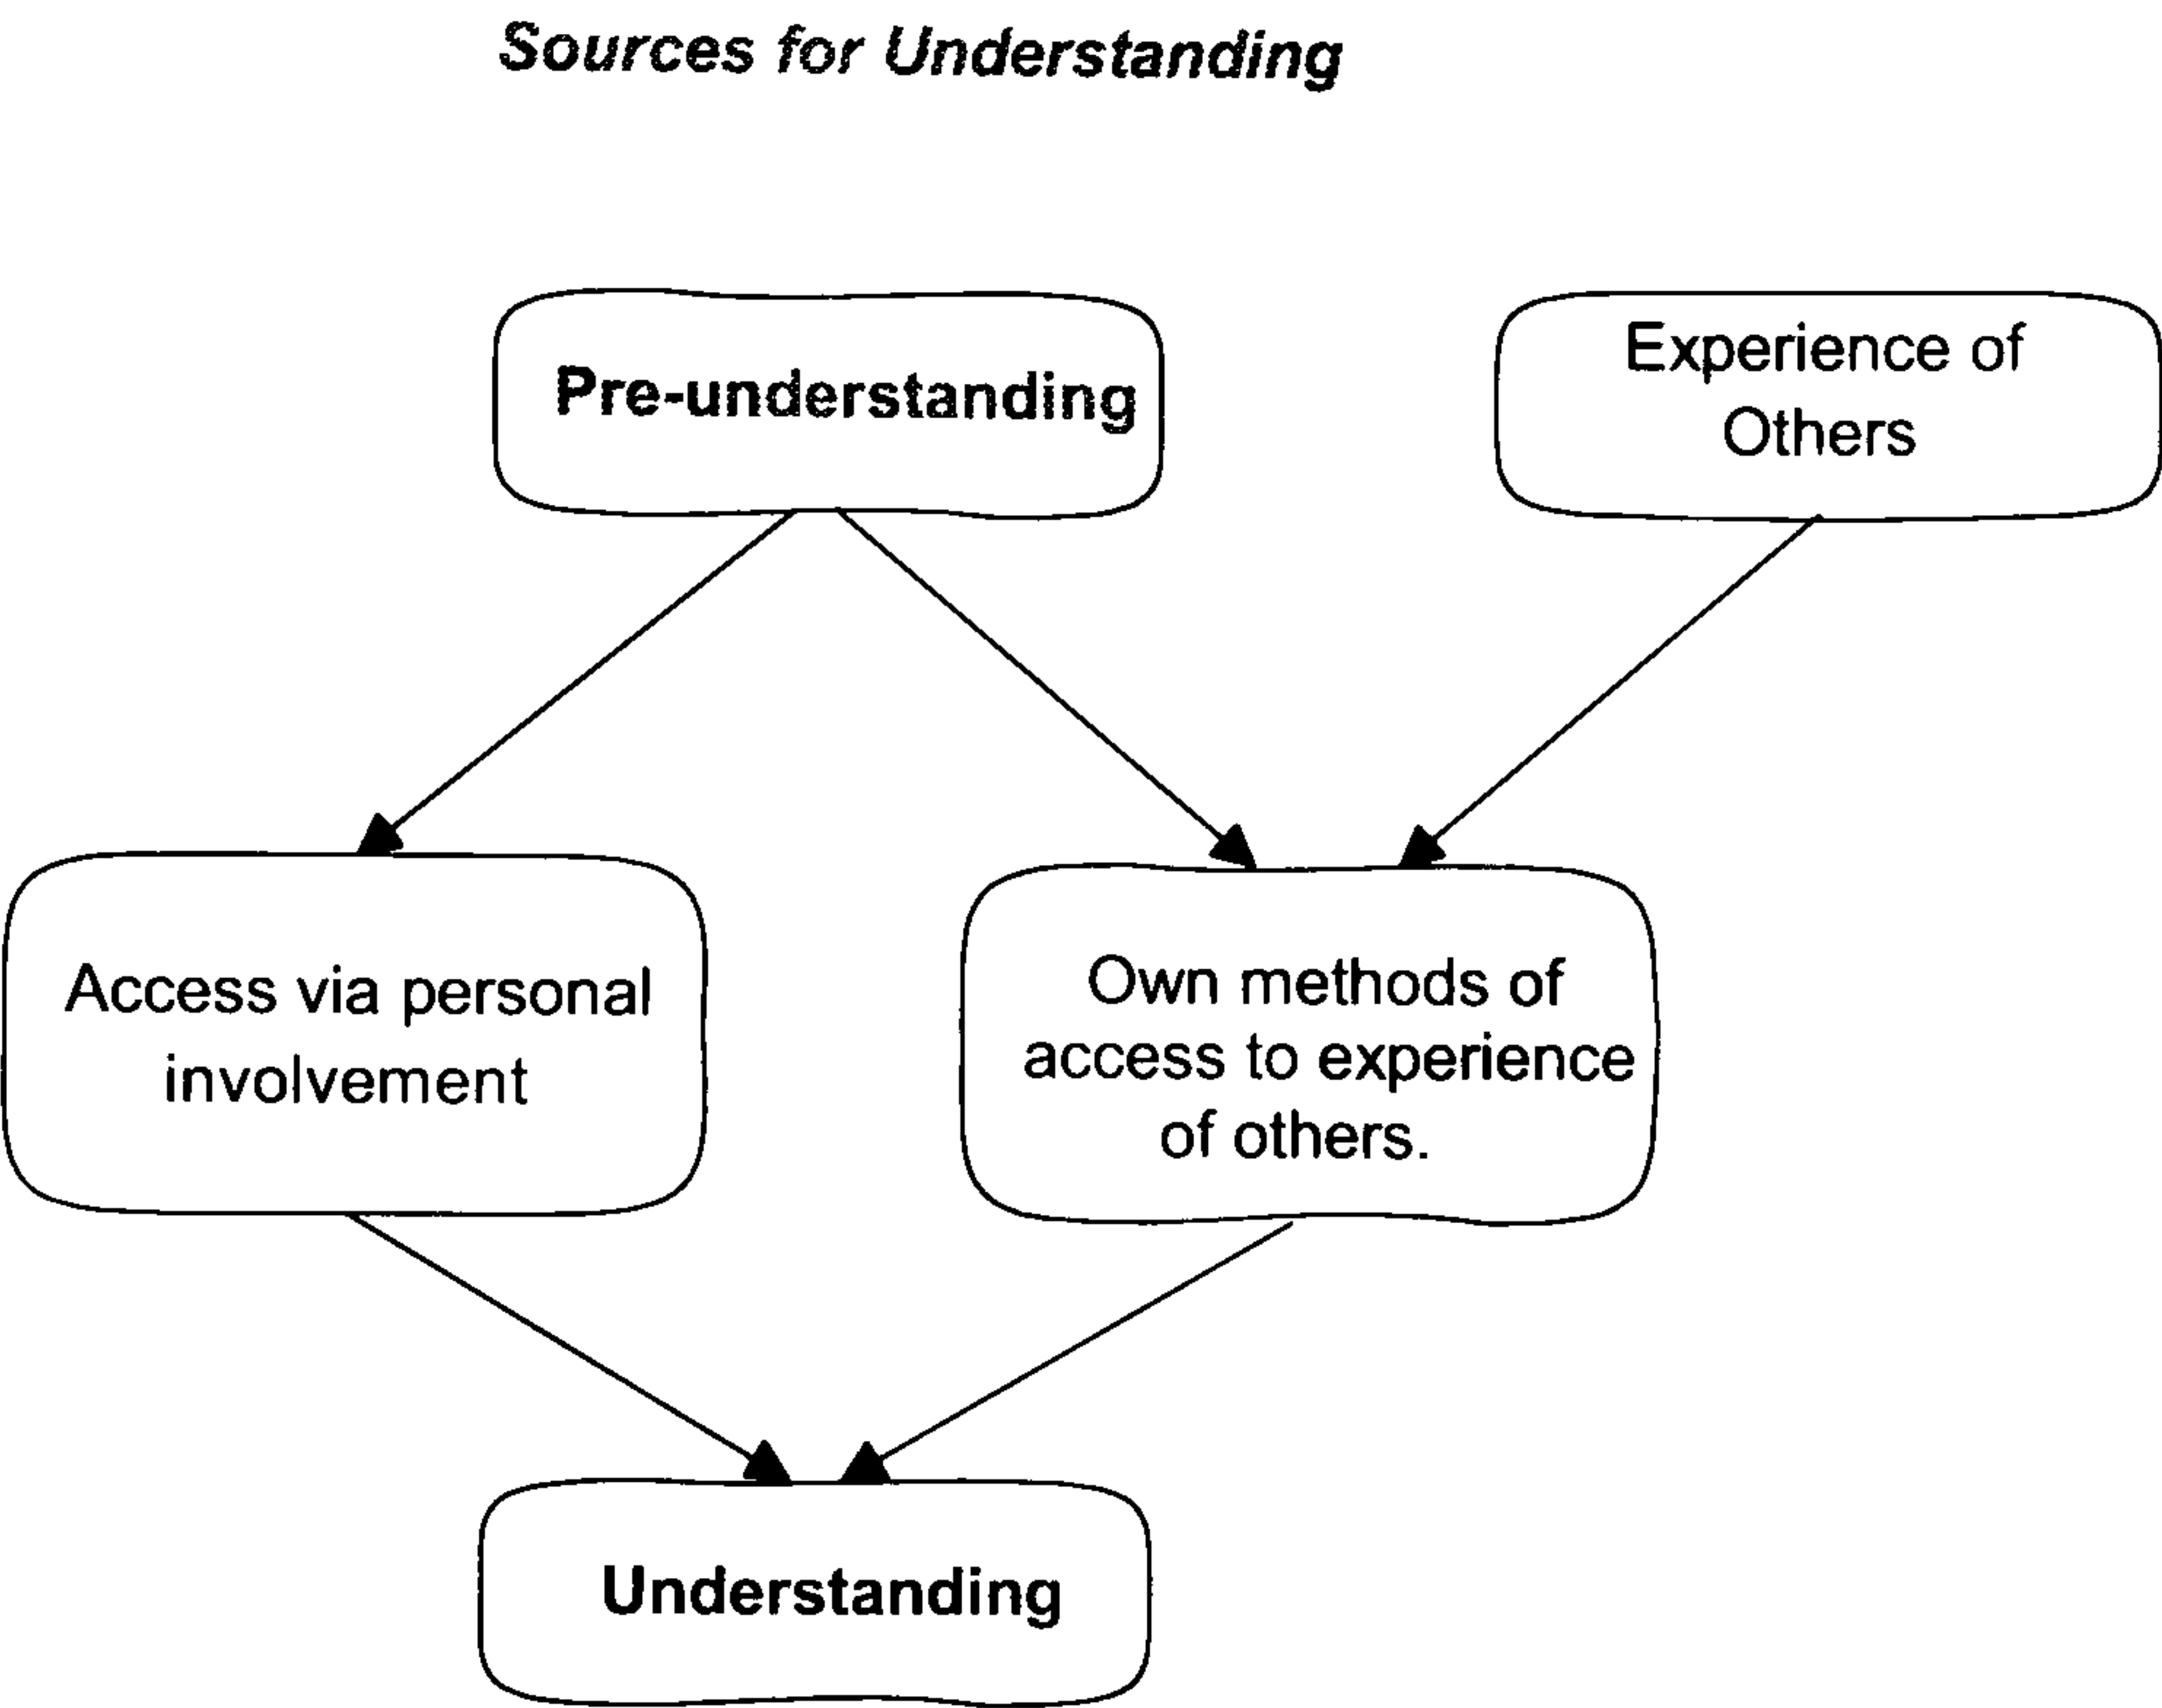 Sources for Understanding
Pre-understanding
Experience of
Others
Access via personal
involvement
Own methods of
access to experience
of others.
Understanding